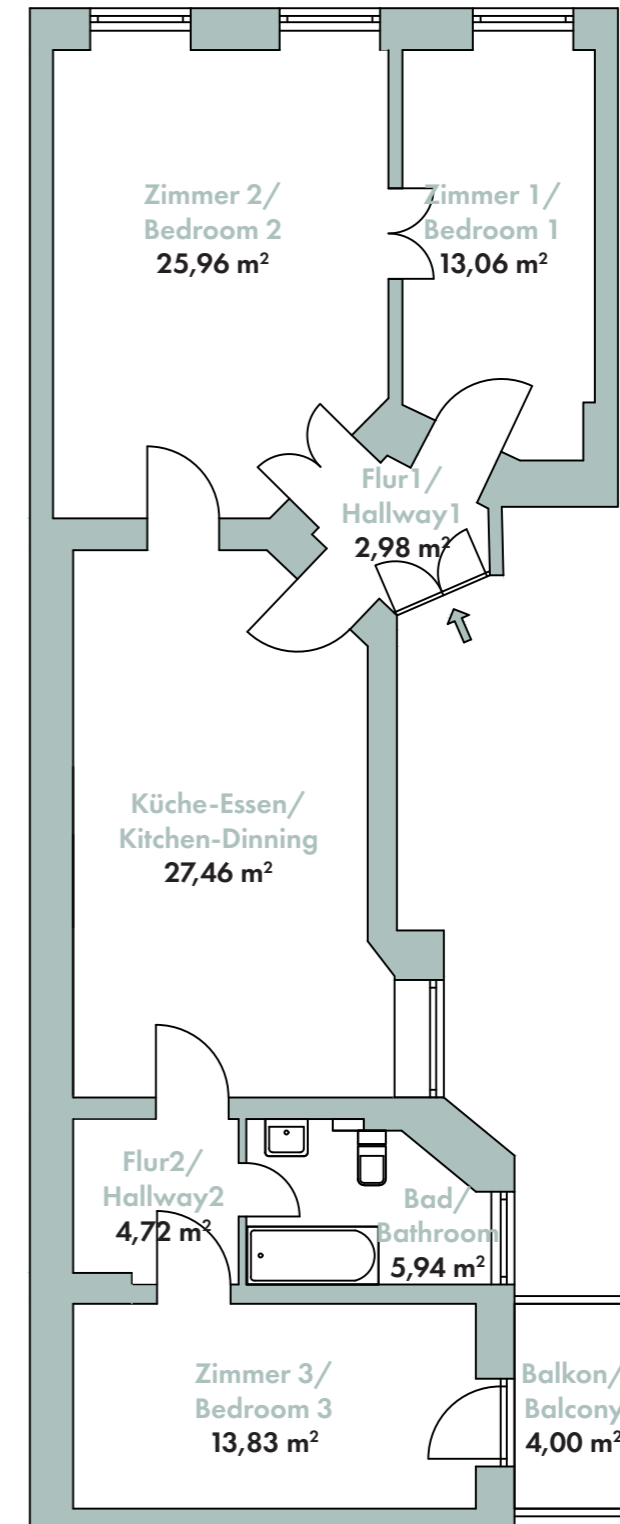 Zimmer 2/
Bedroom 2
25,96 m²
Zimmer 1/
Bedroom 1
13,06 m²
Flur1/
Hallway1
2,98 m²
Küche-Essen/
Kitchen-Dinning
27,46 m²
Flur2/
Hallway2
4,72 m²
Bad/
Bathroom
5,94 m²
Zimmer 3/
Bedroom 3
13,83 m²
Balkon/
Balcony
4,00 m²